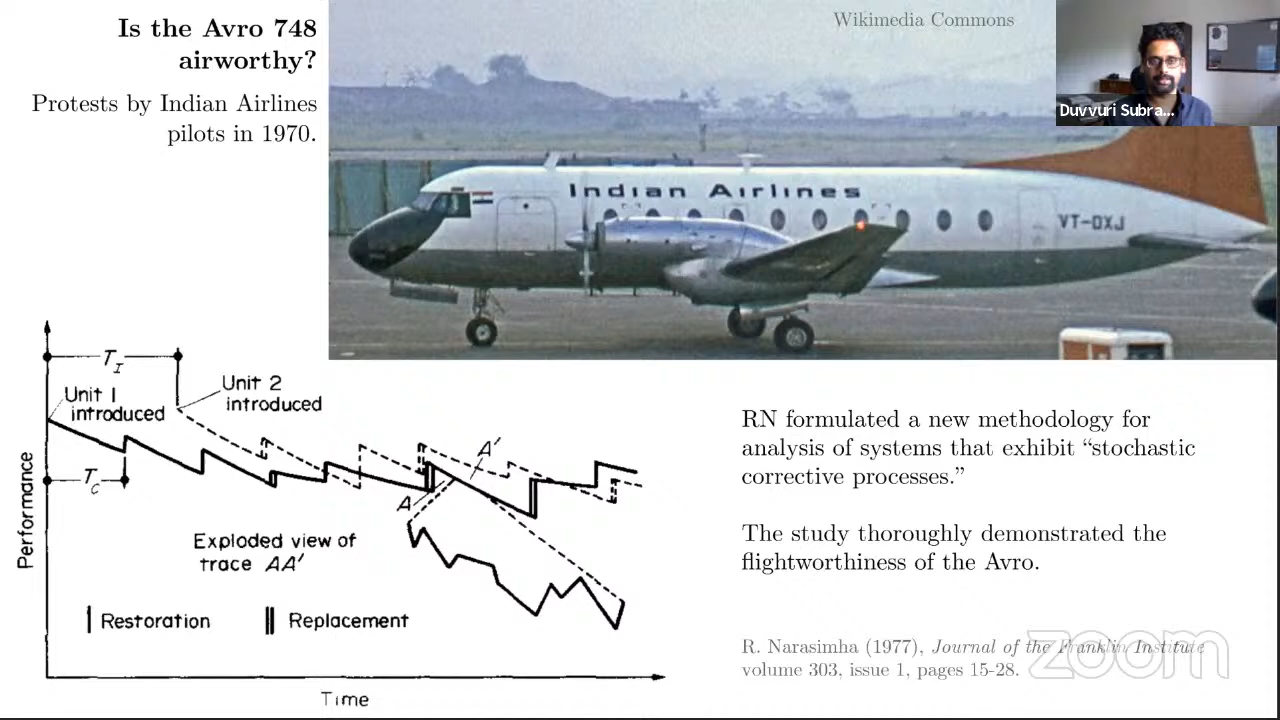 Is the Avro 748
airworthy?
Protests by Indian Airlines
pilots in 1970.
Wikimedia Commons
Duvvuri Subra...
Indian Airlines
VT-DXJ
T_I
Unit 1
introduced
Unit 2
introduced
T_C
A
A′
Exploded view of
trace AA′
Restoration
Replacement
Performance
Time
RN formulated a new methodology for
analysis of systems that exhibit “stochastic
corrective processes.”
The study thoroughly demonstrated the
flightworthiness of the Avro.
R. Narasimha (1977), Journal of the Franklin Institute
volume 303, issue 1, pages 15-28.
zoom